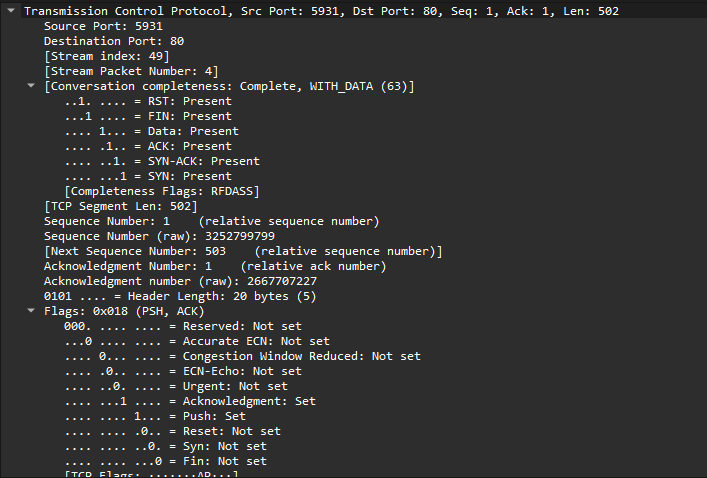 Transmission Control Protocol, Src Port: 5931, Dst Port: 80, Seq: 1, Ack: 1, Len: 502
Source Port: 5931
Destination Port: 80
[Stream index: 49]
[Stream Packet Number: 4]
[Conversation completeness: Complete, WITH_DATA (63)]
..1. .... = RST: Present
...1 .... = FIN: Present
.... 1... = Data: Present
.... .1.. = ACK: Present
.... ..1. = SYN-ACK: Present
.... ...1 = SYN: Present
[Completeness Flags: RFDASS]
[TCP Segment Len: 502]
Sequence Number: 1    (relative sequence number)
Sequence Number (raw): 3252799799
[Next Sequence Number: 503    (relative sequence number)]
Acknowledgment Number: 1    (relative ack number)
Acknowledgment number (raw): 2667707227
0101 .... = Header Length: 20 bytes (5)
Flags: 0x018 (PSH, ACK)
000. .... .... = Reserved: Not set
...0 .... .... = Accurate ECN: Not set
.... 0... .... = Congestion Window Reduced: Not set
.... .0.. .... = ECN-Echo: Not set
.... ..0. .... = Urgent: Not set
.... ...1 .... = Acknowledgment: Set
.... .... 1... = Push: Set
.... .... .0.. = Reset: Not set
.... .... ..0. = Syn: Not set
.... .... ...0 = Fin: Not set
[TCP Flags: ·······AP···]